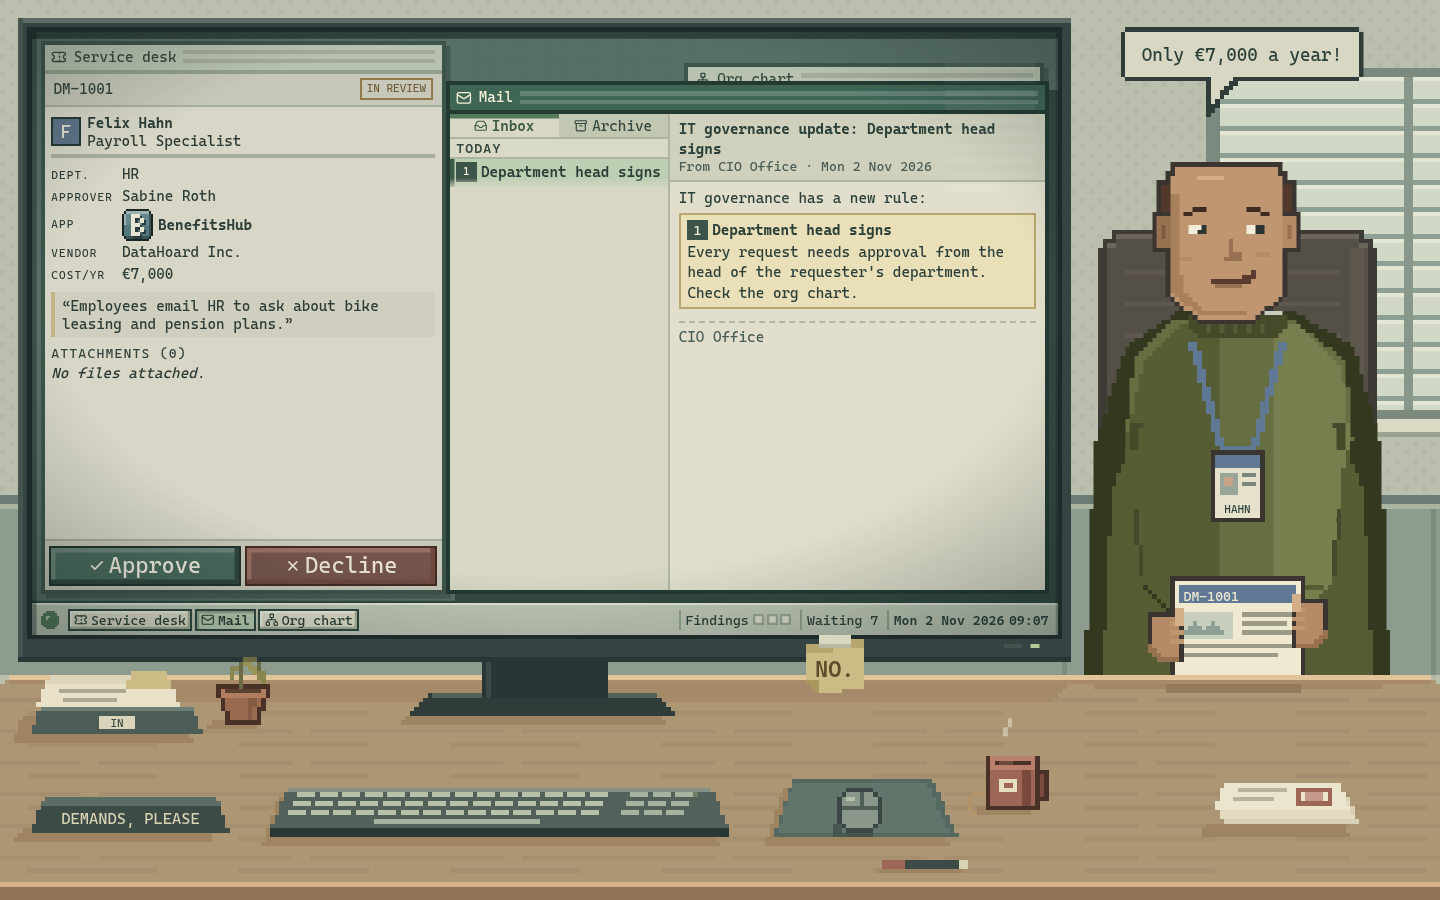 Only €7,000 a year!
Service desk
DM-1001
IN REVIEW
F
Felix Hahn
Payroll Specialist
DEPT. HR
APPROVER Sabine Roth
APP BenefitsHub
VENDOR DataHoard Inc.
COST/YR €7,000
“Employees email HR to ask about bike
leasing and pension plans.”
ATTACHMENTS (0)
No files attached.
Approve
Decline
Org chart
Mail
Inbox
Archive
TODAY
1 Department head signs
IT governance update: Department head
signs
From CIO Office · Mon 2 Nov 2026
IT governance has a new rule:
1 Department head signs
Every request needs approval from the
head of the requester's department.
Check the org chart.
CIO Office
Service desk
Mail
Org chart
Findings
Waiting 7
Mon 2 Nov 2026 09:07
HAHN
DM-1001
NO.
IN
DEMANDS, PLEASE